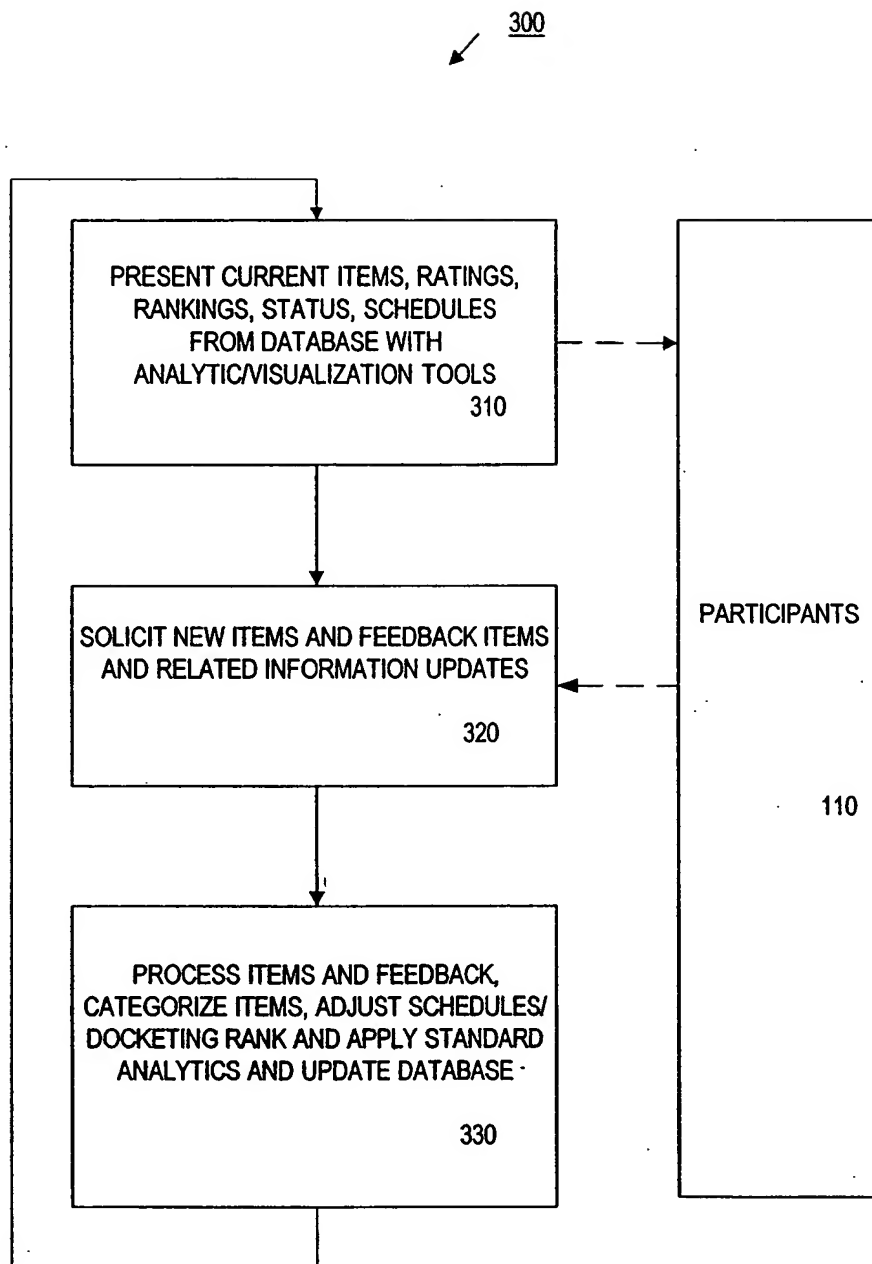 300
PRESENT CURRENT ITEMS, RATINGS,
RANKINGS, STATUS, SCHEDULES
FROM DATABASE WITH
ANALYTIC/VISUALIZATION TOOLS
310
SOLICIT NEW ITEMS AND FEEDBACK ITEMS
AND RELATED INFORMATION UPDATES
320
PARTICIPANTS
110
PROCESS ITEMS AND FEEDBACK,
CATEGORIZE ITEMS, ADJUST SCHEDULES/
DOCKETING RANK AND APPLY STANDARD
ANALYTICS AND UPDATE DATABASE
330